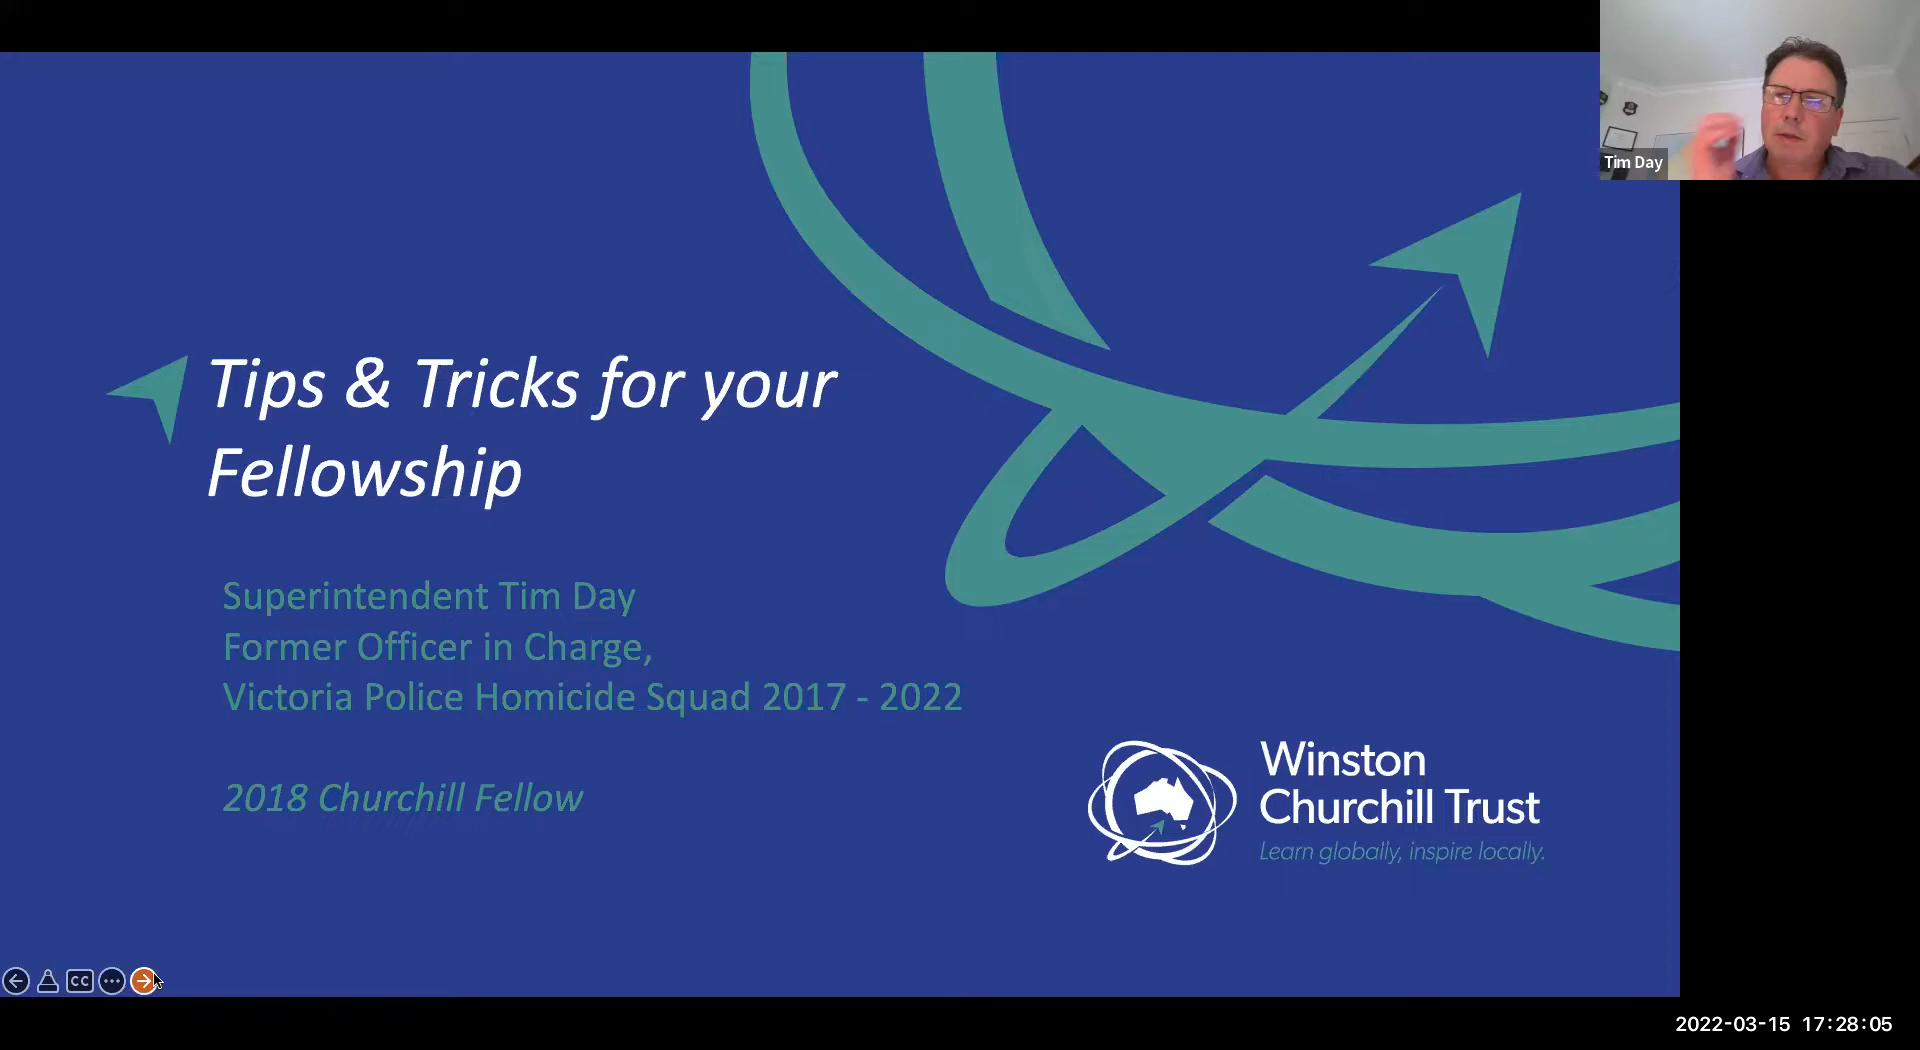 Tim Day
Tips & Tricks for your
Fellowship
Superintendent Tim Day
Former Officer in Charge,
Victoria Police Homicide Squad 2017 - 2022
2018 Churchill Fellow
Winston
Churchill Trust
Learn globally, inspire locally.
CC
2022-03-15 17:28:05